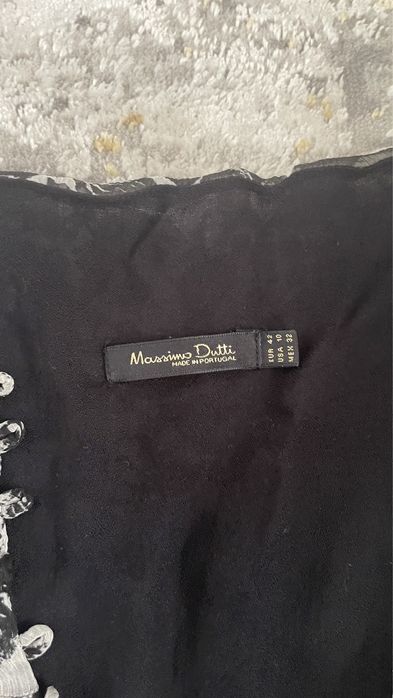 Massimo Dutti
MADE IN PORTUGAL
EUR 42
USA 10
MEX 32